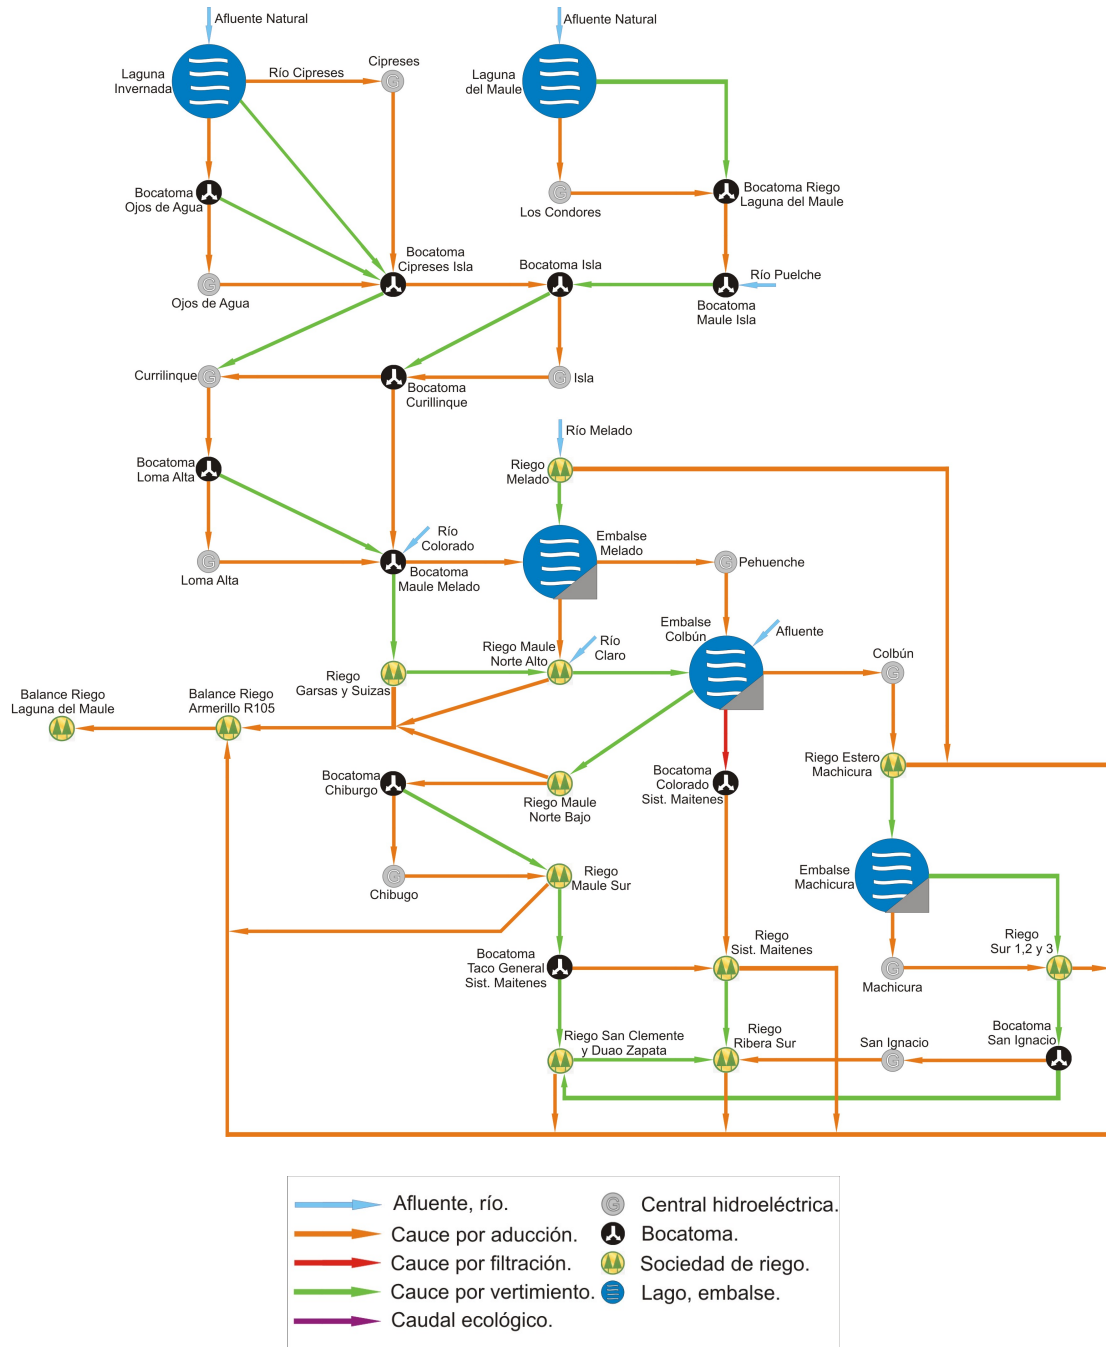 Afluente Natural
Afluente Natural
Laguna
Invernada
Río Cipreses
Cipreses
Laguna
del Maule
Bocatoma
Ojos de Agua
Los Condores
Bocatoma Riego
Laguna del Maule
Bocatoma
Cipreses Isla
Bocatoma Isla
Río Puelche
Ojos de Agua
Bocatoma
Maule Isla
Currilinque
Bocatoma
Curillinque
Isla
Río Melado
Bocatoma
Loma Alta
Riego
Melado
Río
Colorado
Embalse
Melado
Loma Alta
Bocatoma
Maule Melado
Pehuenche
Embalse
Colbún
Afluente
Riego Maule
Norte Alto
Río
Claro
Colbún
Riego
Garsas y Suizas
Balance Riego
Laguna del Maule
Balance Riego
Armerillo R105
Bocatoma
Chiburgo
Riego Maule
Norte Bajo
Bocatoma
Colorado
Sist. Maitenes
Riego Estero
Machicura
Chibugo
Riego
Maule Sur
Embalse
Machicura
Bocatoma
Taco General
Sist. Maitenes
Riego
Sist. Maitenes
Riego
Sur 1,2 y 3
Machicura
Riego San Clemente
y Duao Zapata
Riego
Ribera Sur
San Ignacio
Bocatoma
San Ignacio
Afluente, río.
Central hidroeléctrica.
Cauce por aducción.
Bocatoma.
Cauce por filtración.
Sociedad de riego.
Cauce por vertimiento.
Lago, embalse.
Caudal ecológico.